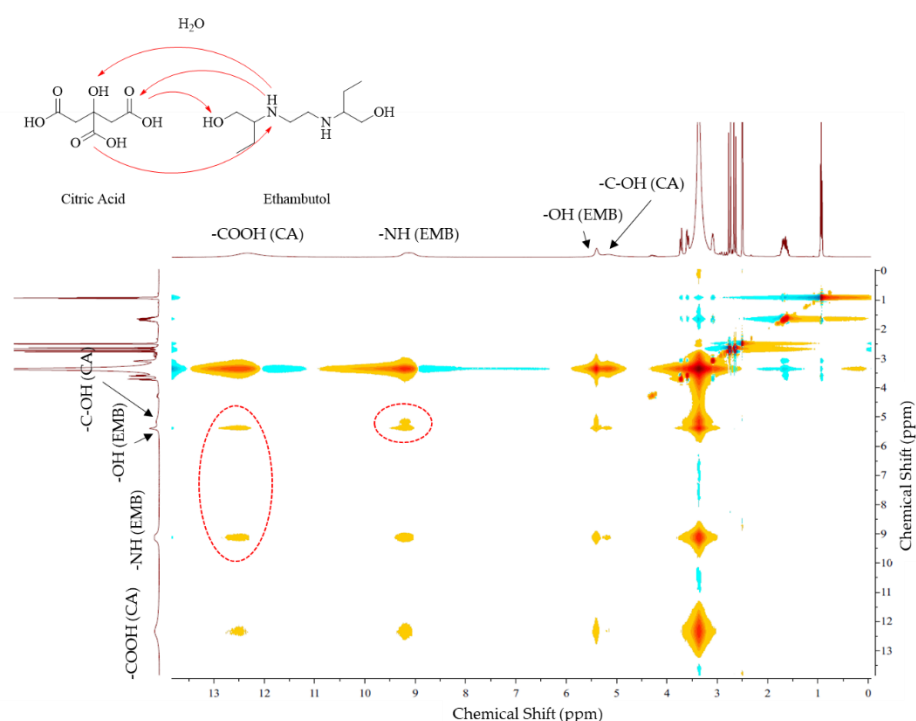 H₂O
O
OH
O
HO
OH
O
OH
H
N
HO
N
H
OH
Citric Acid
Ethambutol
-COOH (CA)
-NH (EMB)
-OH (EMB)
-C-OH (CA)
-C-OH (CA)
-OH (EMB)
-NH (EMB)
-COOH (CA)
0
1
2
3
4
5
6
7
8
9
10
11
12
13
Chemical Shift (ppm)
13 12 11 10 9 8 7 6 5 4 3 2 1 0
Chemical Shift (ppm)